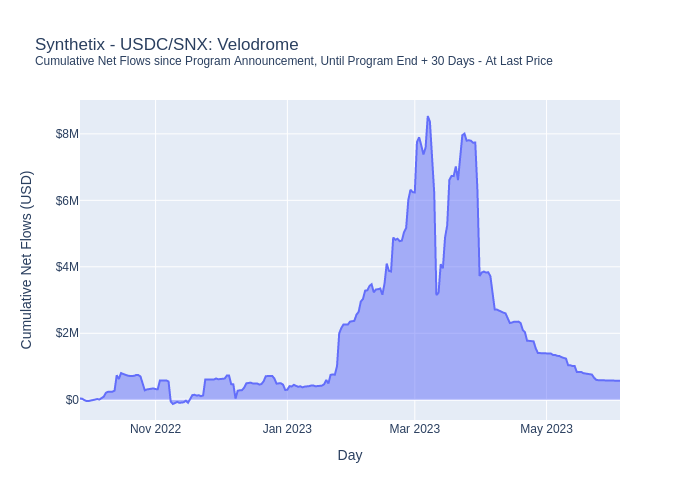 Synthetix - USDC/SNX: Velodrome
Cumulative Net Flows since Program Announcement, Until Program End + 30 Days - At Last Price
Cumulative Net Flows (USD)
$8M
$6M
$4M
$2M
$0
Nov 2022
Jan 2023
Mar 2023
May 2023
Day